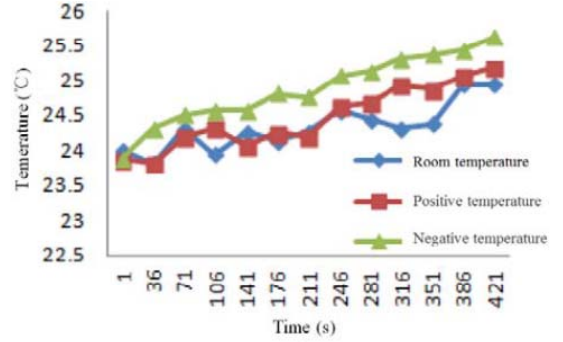 26
25.5
25
24.5
24
23.5
23
22.5
Temerature (℃)
Room temperature
Positive temperature
Negative temperature
1 36 71 106 141 176 211 246 281 316 351 386 421
Time (s)